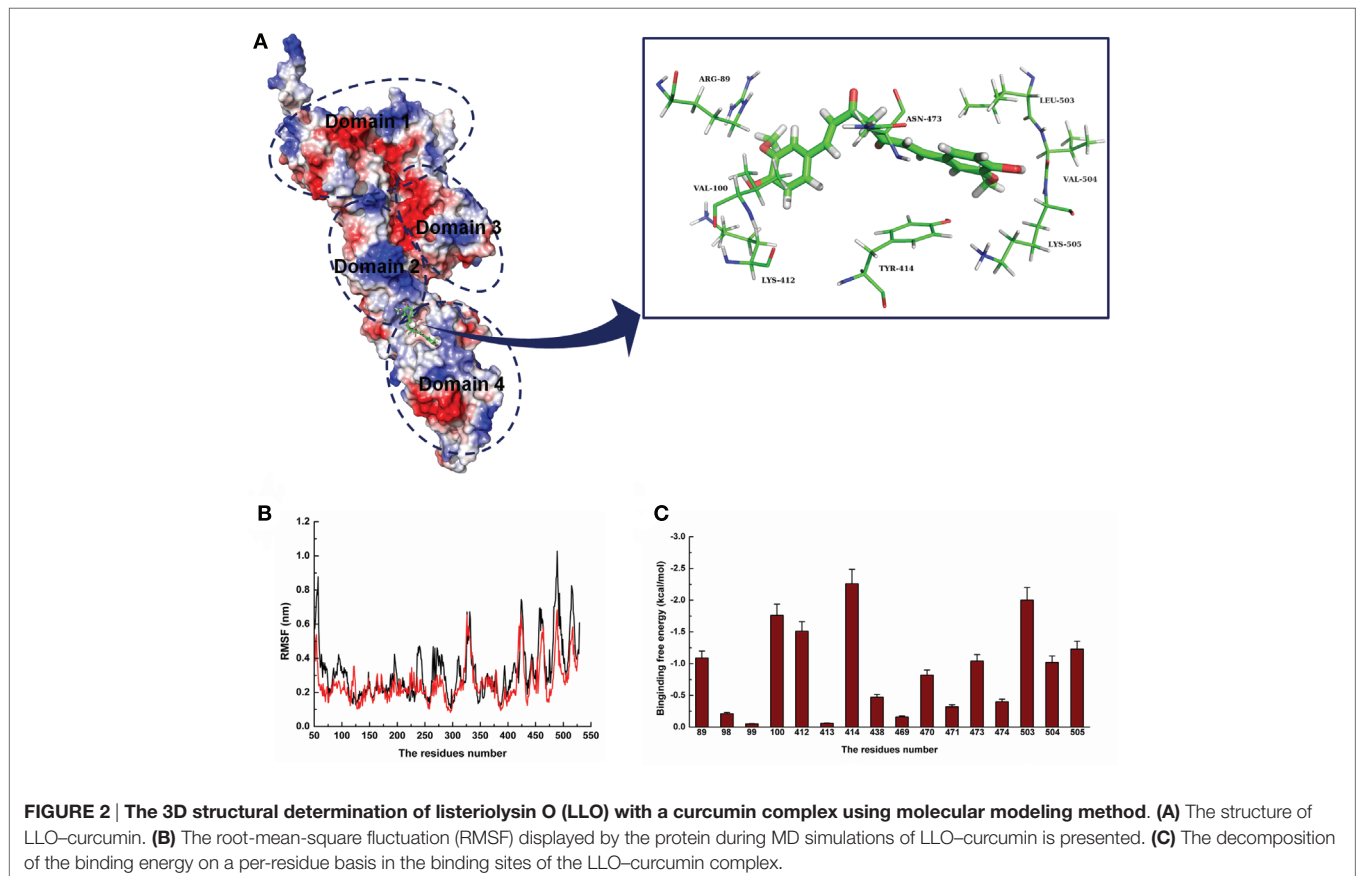 A
Domain 1
Domain 3
Domain 2
Domain 4
ARG-89
ASN-473
LEU-503
VAL-504
VAL-100
LYS-505
TYR-414
LYS-412
B
RMSF (nm)
1.2
1.0
0.8
0.6
0.4
0.2
0.0
50 100 150 200 250 300 350 400 450 500 550
The residues number
C
Binginding free energy (kcal/mol)
-3.0
-2.5
-2.0
-1.5
-1.0
-0.5
0.0
89 98 99 100 412 413 414 438 469 470 471 473 474 503 504 505
The residues number
FIGURE 2 | The 3D structural determination of listeriolysin O (LLO) with a curcumin complex using molecular modeling method. (A) The structure of
LLO–curcumin. (B) The root-mean-square fluctuation (RMSF) displayed by the protein during MD simulations of LLO–curcumin is presented. (C) The decomposition
of the binding energy on a per-residue basis in the binding sites of the LLO–curcumin complex.